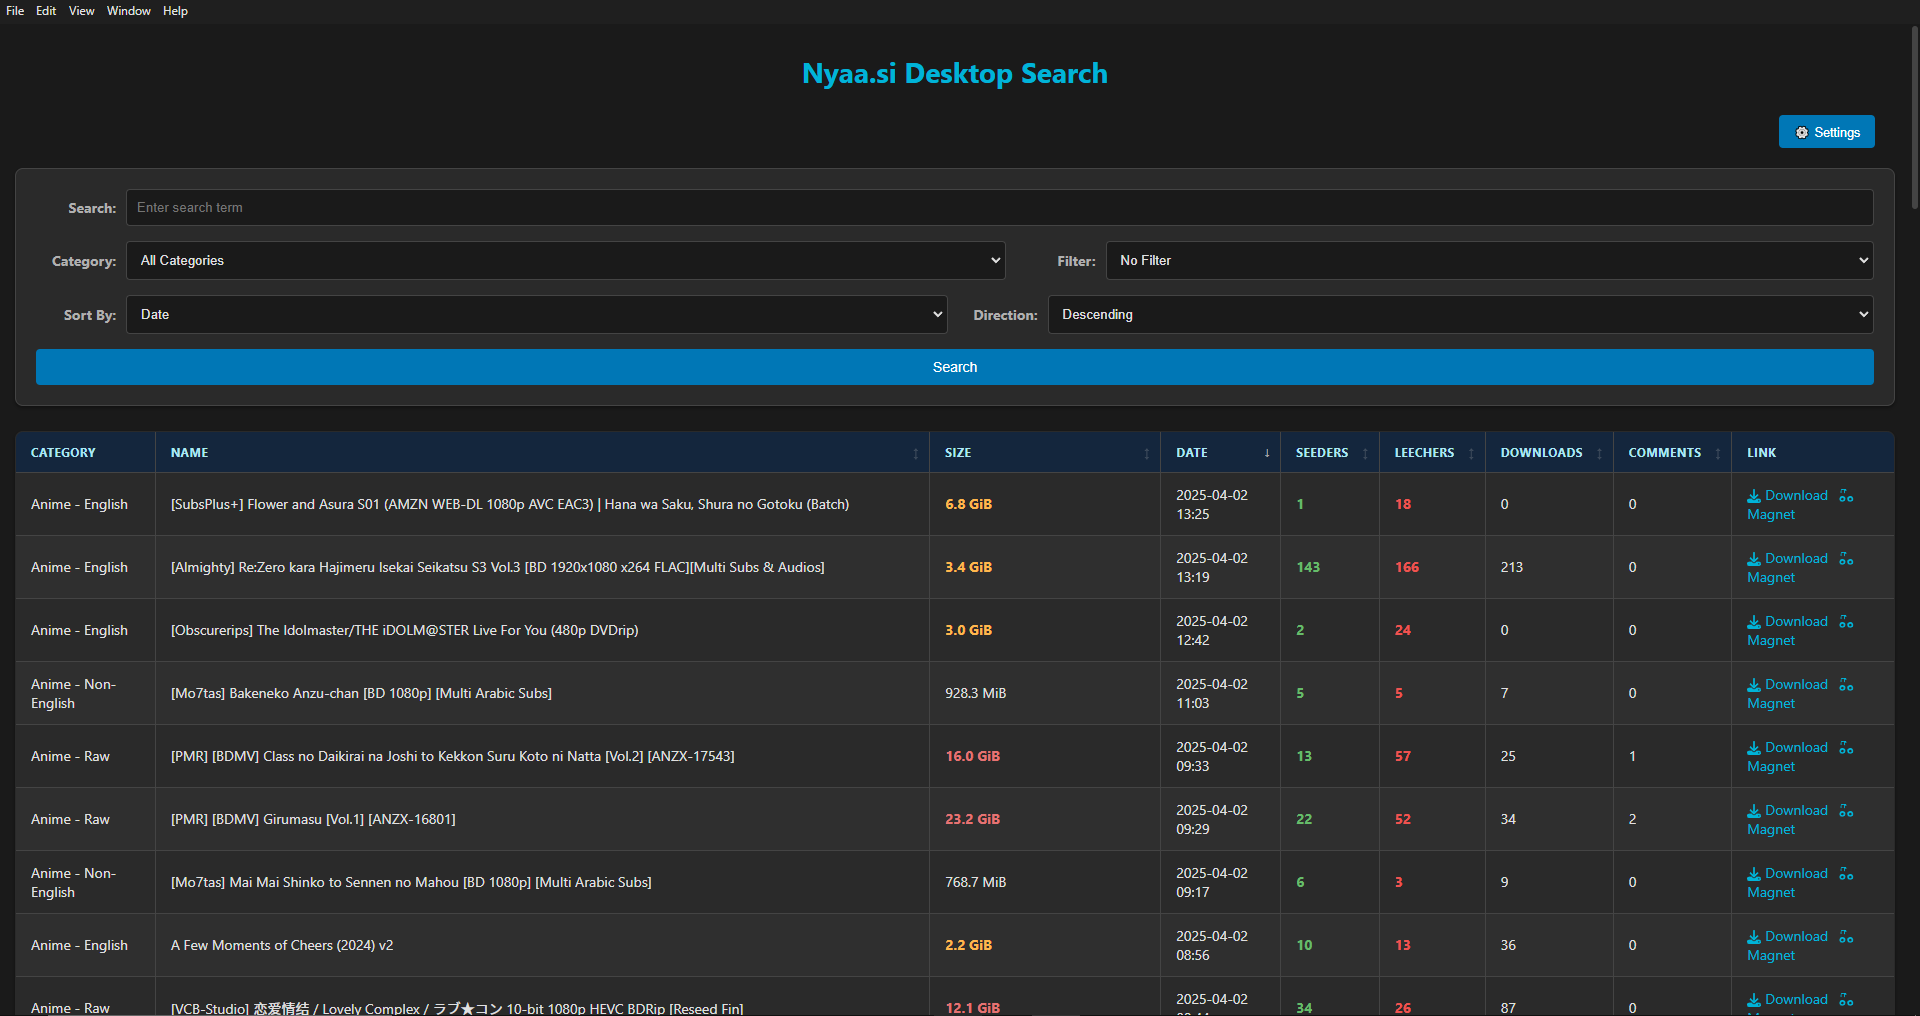 File Edit View Window Help
Nyaa.si Desktop Search
Settings
Search: Enter search term
Category: All Categories Filter: No Filter
Sort By: Date Direction: Descending
Search
CATEGORY NAME SIZE DATE ↓ SEEDERS LEECHERS DOWNLOADS COMMENTS LINK
Anime - English [SubsPlus+] Flower and Asura S01 (AMZN WEB-DL 1080p AVC EAC3) | Hana wa Saku, Shura no Gotoku (Batch) 6.8 GiB 2025-04-02 13:25 1 18 0 0 Download Magnet
Anime - English [Almighty] Re:Zero kara Hajimeru Isekai Seikatsu S3 Vol.3 [BD 1920x1080 x264 FLAC][Multi Subs & Audios] 3.4 GiB 2025-04-02 13:19 143 166 213 0 Download Magnet
Anime - English [Obscurerips] The Idolmaster/THE iDOLM@STER Live For You (480p DVDrip) 3.0 GiB 2025-04-02 12:42 2 24 0 0 Download Magnet
Anime - Non-English [Mo7tas] Bakeneko Anzu-chan [BD 1080p] [Multi Arabic Subs] 928.3 MiB 2025-04-02 11:03 5 5 7 0 Download Magnet
Anime - Raw [PMR] [BDMV] Class no Daikirai na Joshi to Kekkon Suru Koto ni Natta [Vol.2] [ANZX-17543] 16.0 GiB 2025-04-02 09:33 13 57 25 1 Download Magnet
Anime - Raw [PMR] [BDMV] Girumasu [Vol.1] [ANZX-16801] 23.2 GiB 2025-04-02 09:29 22 52 34 2 Download Magnet
Anime - Non-English [Mo7tas] Mai Mai Shinko to Sennen no Mahou [BD 1080p] [Multi Arabic Subs] 768.7 MiB 2025-04-02 09:17 6 3 9 0 Download Magnet
Anime - English A Few Moments of Cheers (2024) v2 2.2 GiB 2025-04-02 08:56 10 13 36 0 Download Magnet
Anime - Raw [VCB-Studio] 恋爱情结 / Lovely Complex / ラブ★コン 10-bit 1080p HEVC BDRip [Reseed Fin] 12.1 GiB 2025-04-02 34 26 87 0 Download